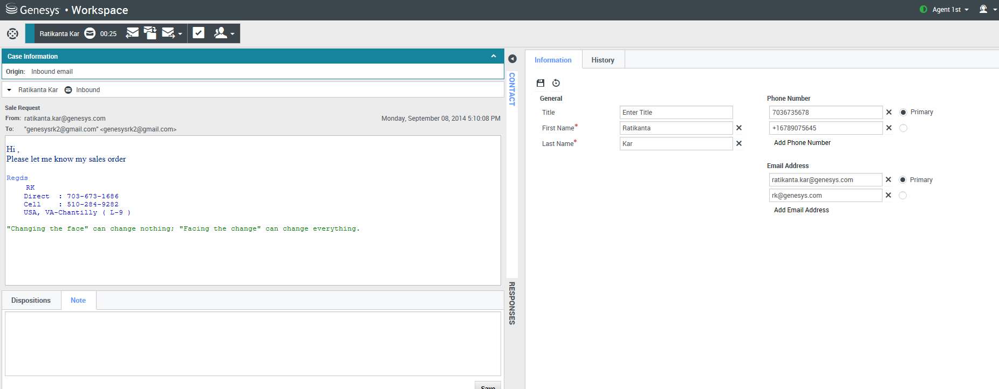 Genesys • Workspace
Agent 1st
Ratikanta Kar 00:25
Case Information
Origin: Inbound email
Ratikanta Kar Inbound
Sale Request
From: ratikanta.kar@genesys.com Monday, September 08, 2014 5:10:08 PM
To: "genesysrk2@gmail.com" <genesysrk2@gmail.com>
Hi ,
Please let me know my sales order
Regds
RK
Direct : 703-673-1686
Cell : 510-284-9282
USA, VA-Chantilly ( L-9 )
"Changing the face" can change nothing; "Facing the change" can change everything.
Dispositions Note
Save
CONTACT
RESPONSES
Information History
General
Title Enter Title
First Name* Ratikanta
Last Name* Kar
Phone Number
7036735678 Primary
+16789075645
Add Phone Number
Email Address
ratikanta.kar@genesys.com Primary
rk@genesys.com
Add Email Address